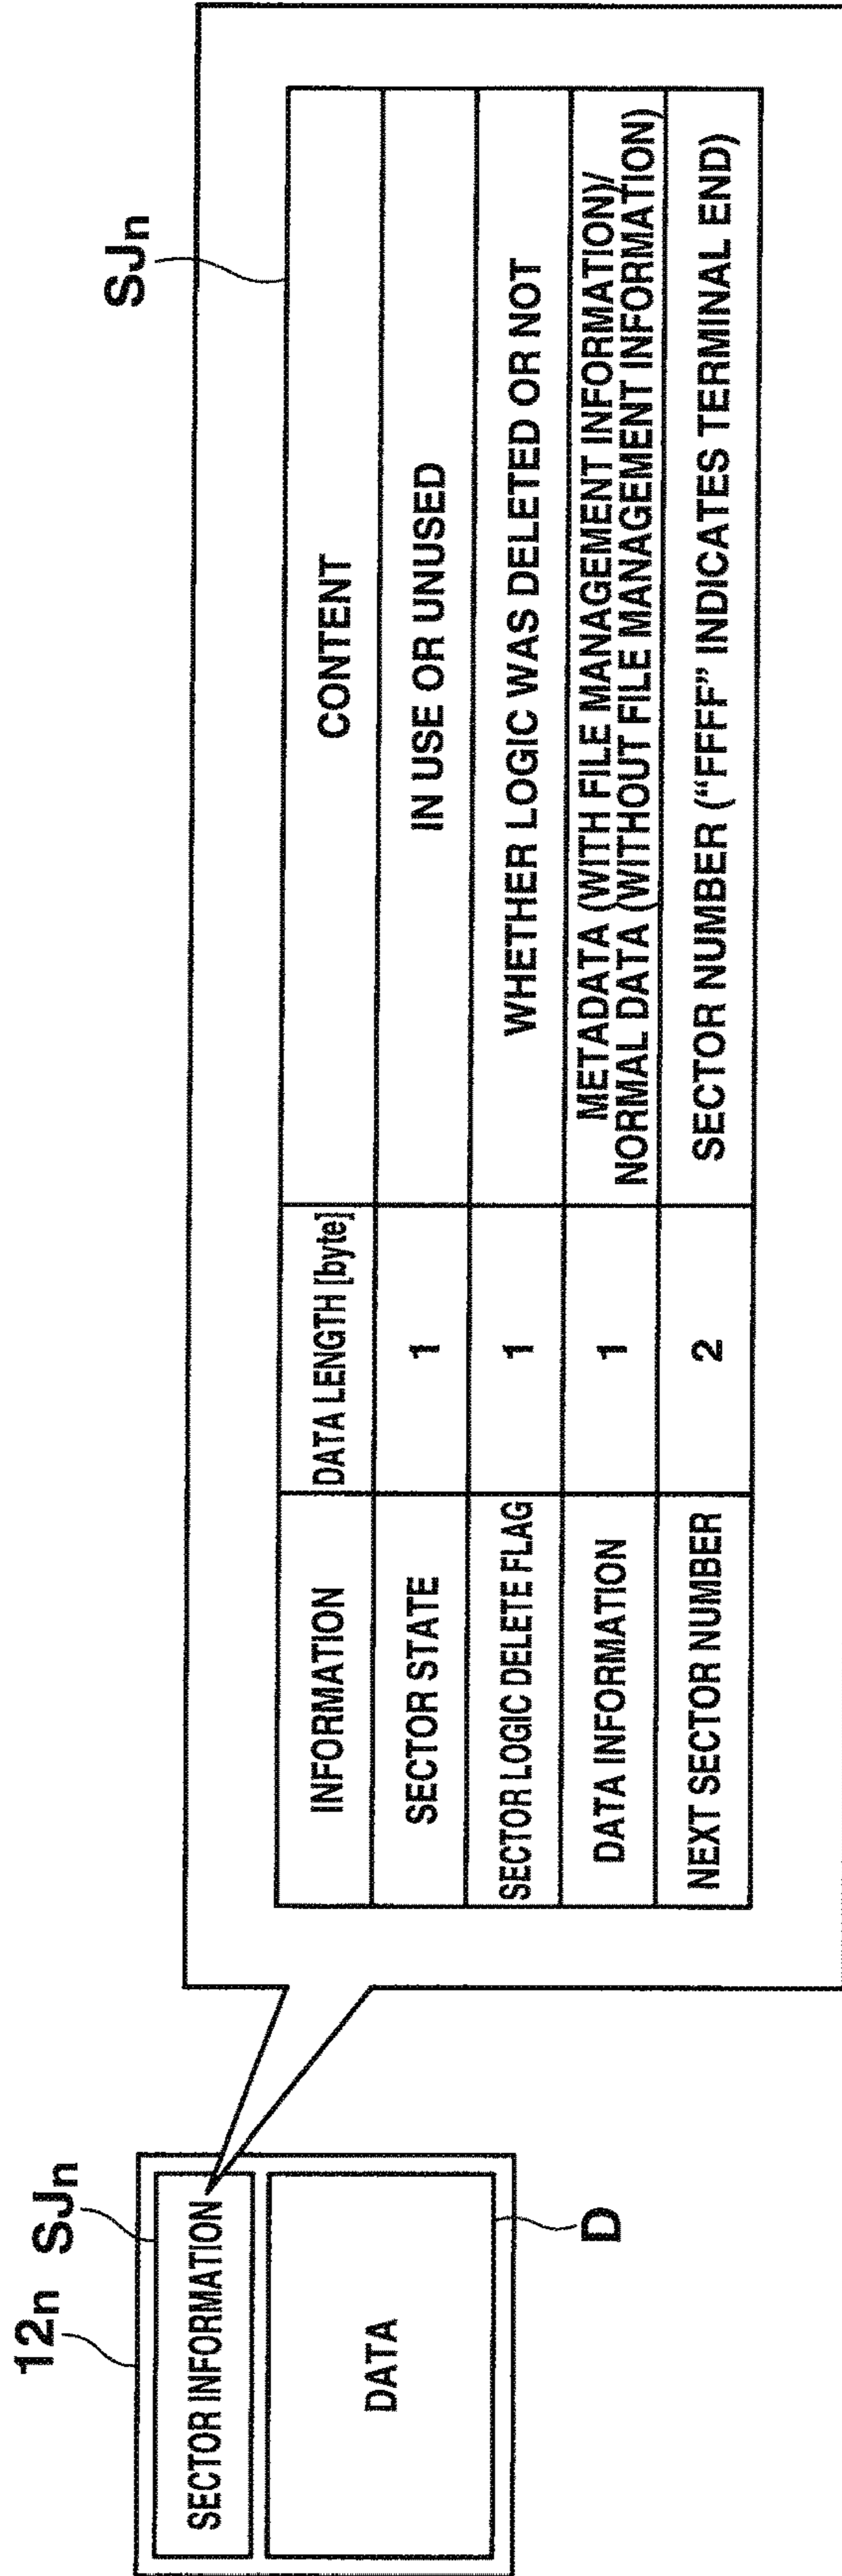 12n
SJn
SECTOR INFORMATION
DATA
D
SJn
INFORMATION
DATA LENGTH [byte]
CONTENT
SECTOR STATE
1
IN USE OR UNUSED
SECTOR LOGIC DELETE FLAG
1
WHETHER LOGIC WAS DELETED OR NOT
DATA INFORMATION
1
METADATA (WITH FILE MANAGEMENT INFORMATION)/
NORMAL DATA (WITHOUT FILE MANAGEMENT INFORMATION)
NEXT SECTOR NUMBER
2
SECTOR NUMBER (“FFFF” INDICATES TERMINAL END)